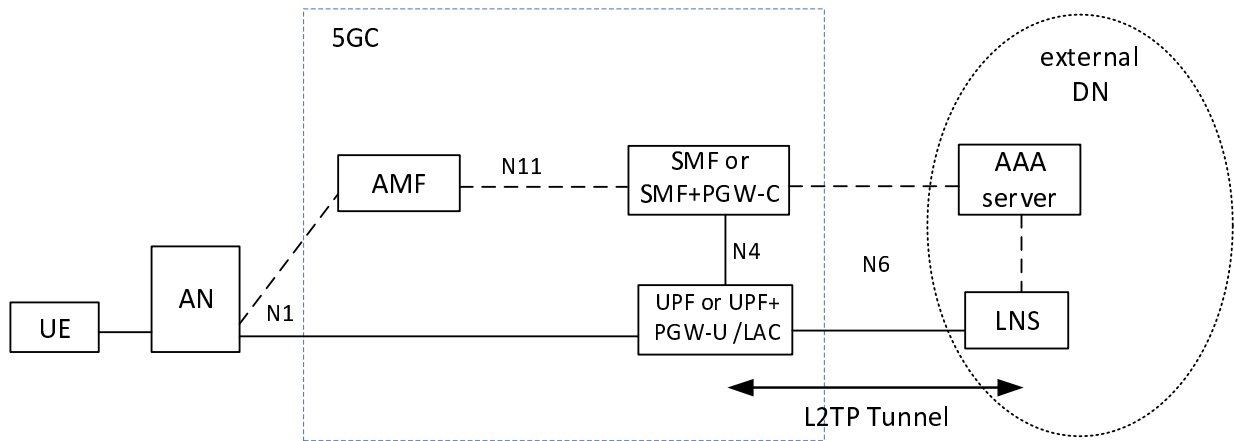 5GC
external
DN
AMF
N11
SMF or
SMF+PGW-C
AAA
server
N4
N6
UE
AN
N1
UPF or UPF+
PGW-U /LAC
LNS
L2TP Tunnel